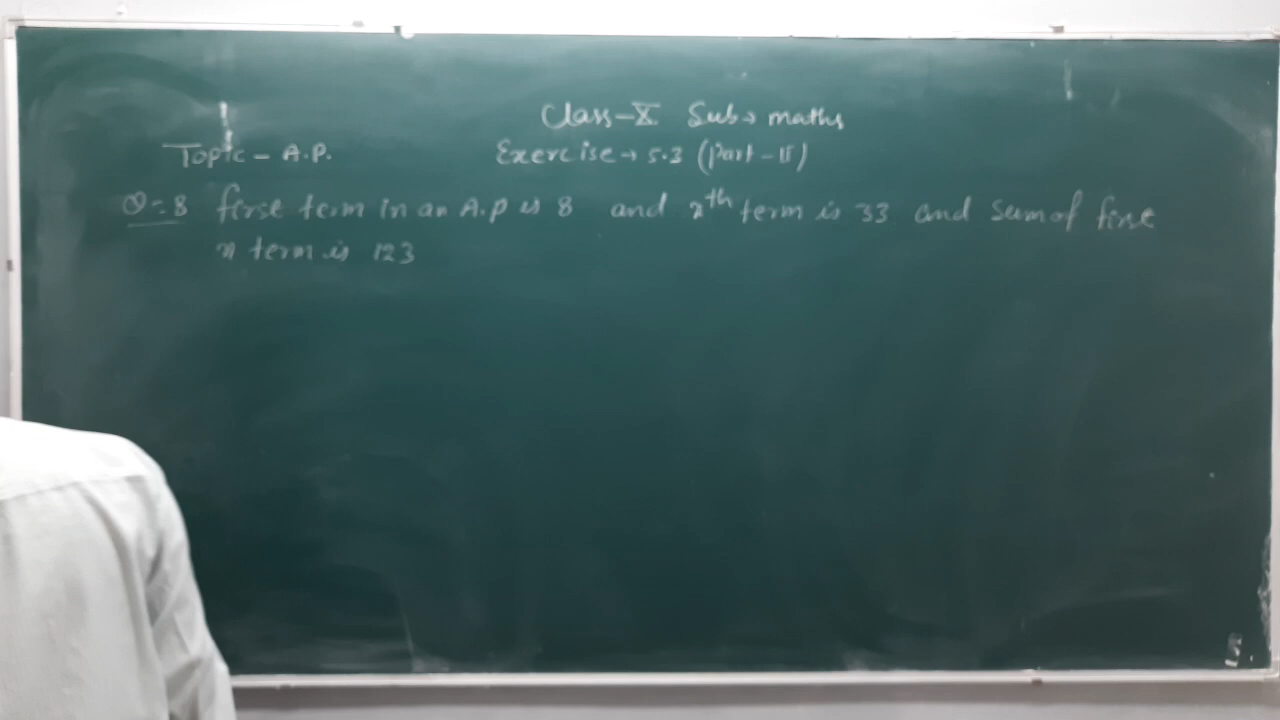 Class-X Sub→ maths
Topic - A.P. Exercise → 5.3 (Part-II)
Q=8 first term in an A.P is 8 and nth term is 33 and sum of first
n term is 123